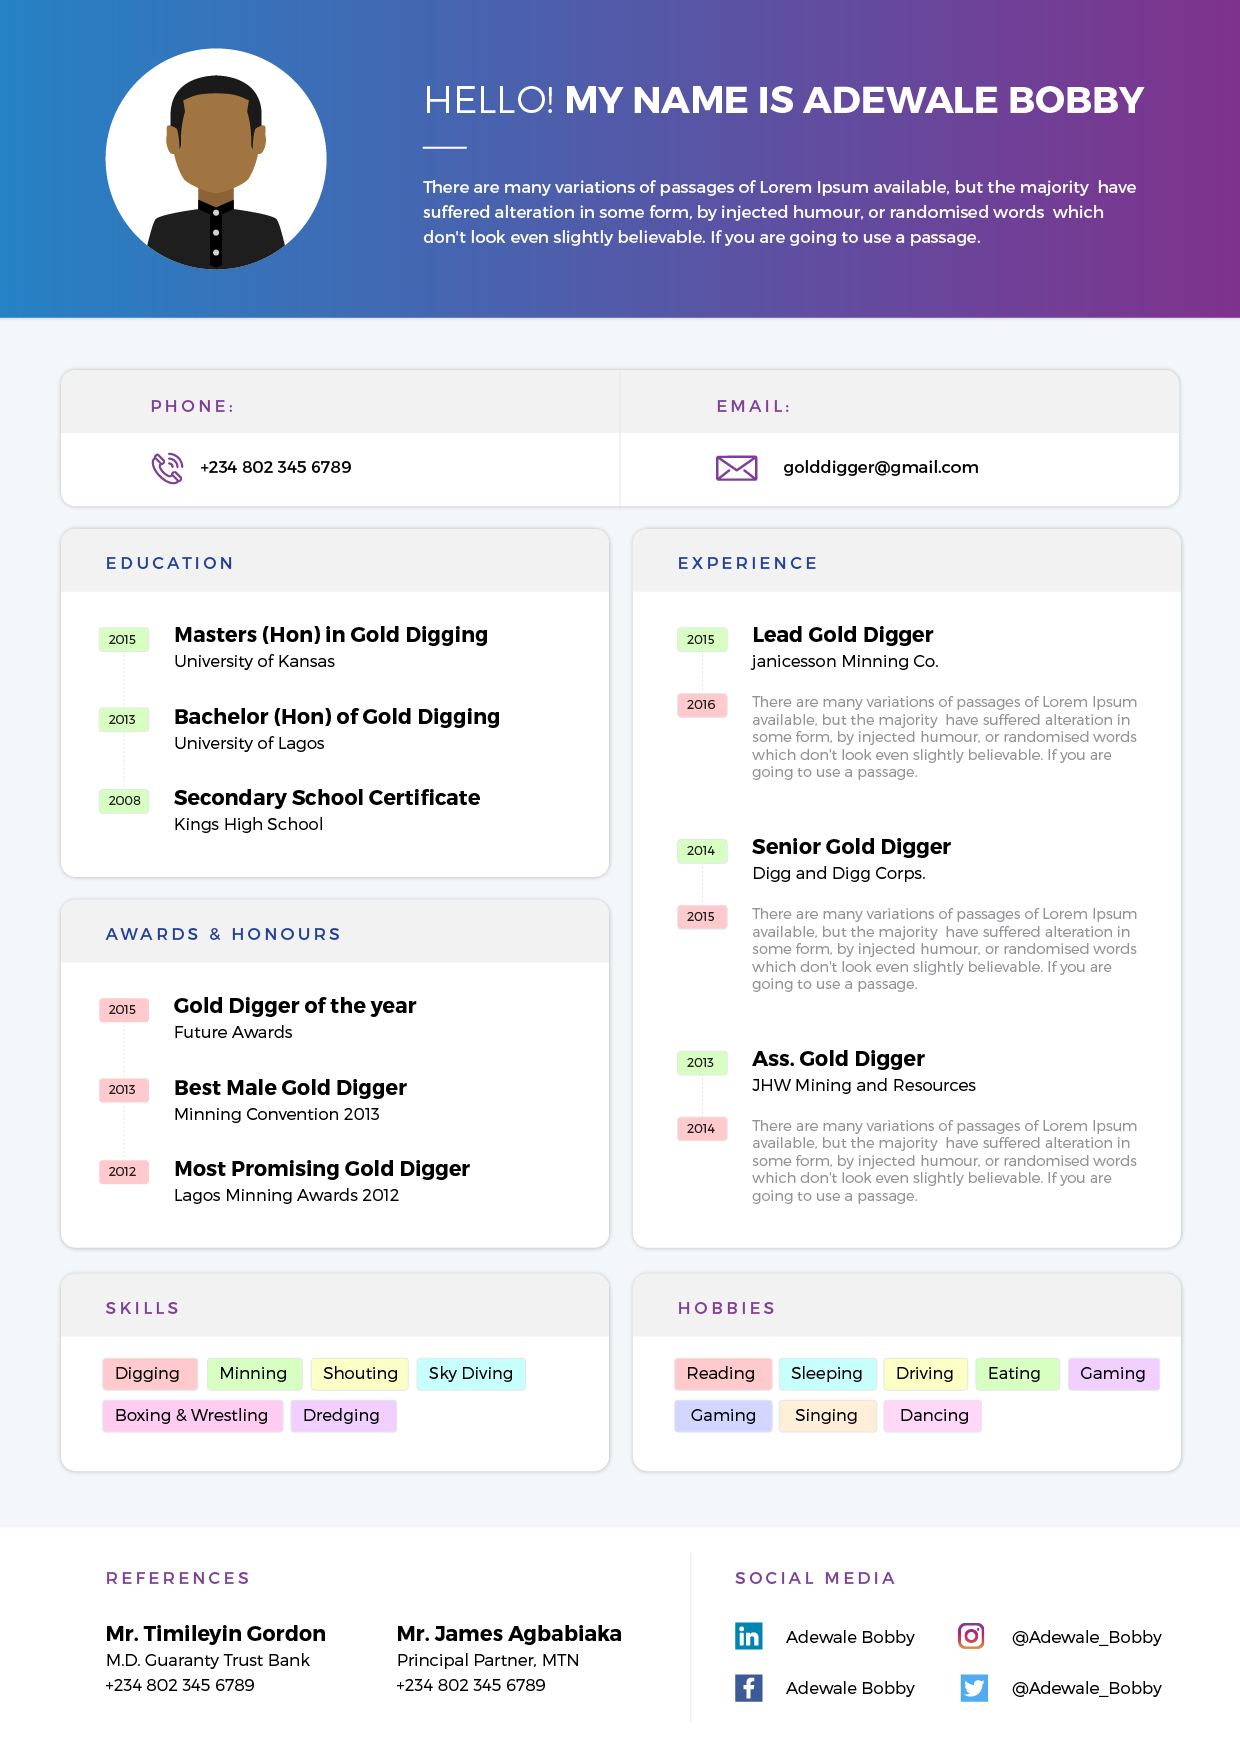 HELLO! MY NAME IS ADEWALE BOBBY
There are many variations of passages of Lorem Ipsum available, but the majority  have
suffered alteration in some form, by injected humour, or randomised words  which
don't look even slightly believable. If you are going to use a passage.
PHONE:
+234 802 345 6789
EMAIL:
golddigger@gmail.com
EDUCATION
2015
Masters (Hon) in Gold Digging
University of Kansas
2013
Bachelor (Hon) of Gold Digging
University of Lagos
2008
Secondary School Certificate
Kings High School
AWARDS & HONOURS
2015
Gold Digger of the year
Future Awards
2013
Best Male Gold Digger
Minning Convention 2013
2012
Most Promising Gold Digger
Lagos Minning Awards 2012
EXPERIENCE
2015
Lead Gold Digger
janicesson Minning Co.
2016
There are many variations of passages of Lorem Ipsum
available, but the majority  have suffered alteration in
some form, by injected humour, or randomised words
which don't look even slightly believable. If you are
going to use a passage.
2014
Senior Gold Digger
Digg and Digg Corps.
2015
There are many variations of passages of Lorem Ipsum
available, but the majority  have suffered alteration in
some form, by injected humour, or randomised words
which don't look even slightly believable. If you are
going to use a passage.
2013
Ass. Gold Digger
JHW Mining and Resources
2014
There are many variations of passages of Lorem Ipsum
available, but the majority  have suffered alteration in
some form, by injected humour, or randomised words
which don't look even slightly believable. If you are
going to use a passage.
SKILLS
Digging Minning Shouting Sky Diving
Boxing & Wrestling Dredging
HOBBIES
Reading Sleeping Driving Eating Gaming
Gaming Singing Dancing
REFERENCES
Mr. Timileyin Gordon
M.D. Guaranty Trust Bank
+234 802 345 6789
Mr. James Agbabiaka
Principal Partner, MTN
+234 802 345 6789
SOCIAL MEDIA
in Adewale Bobby
@Adewale_Bobby
f Adewale Bobby
@Adewale_Bobby